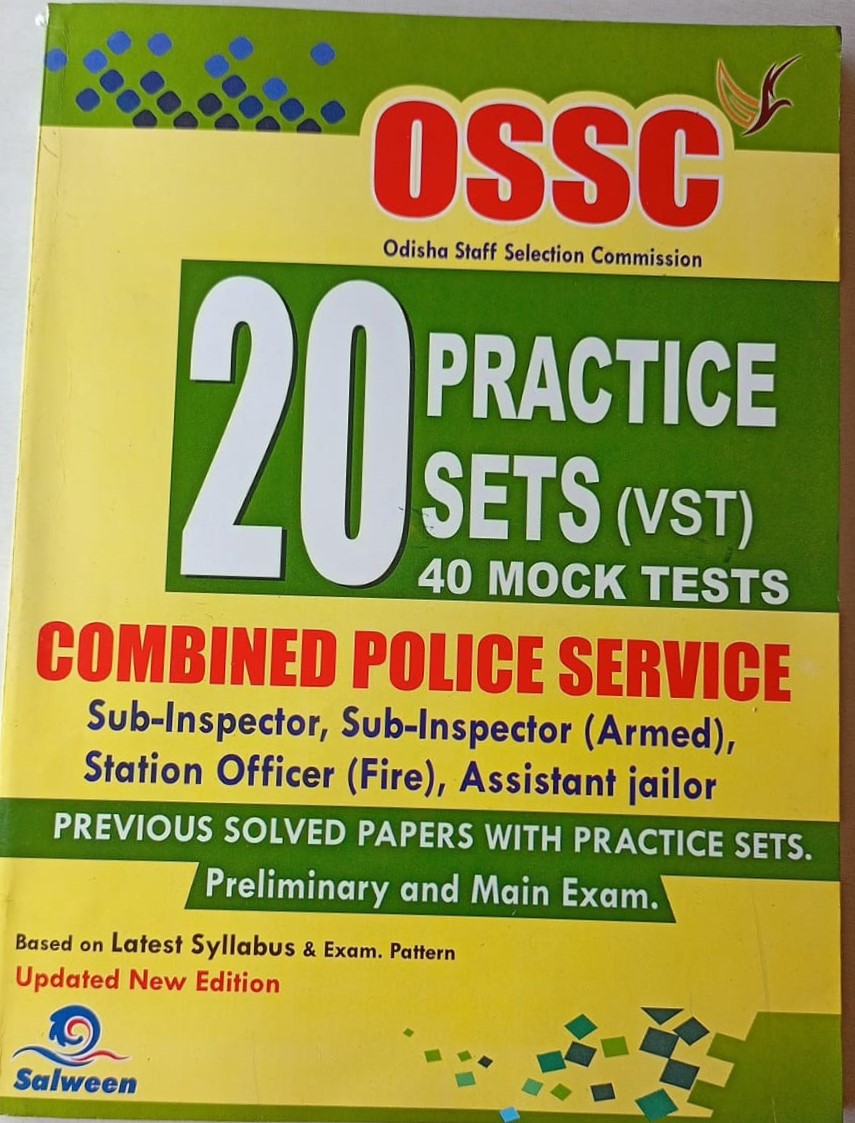 OSSC
Odisha Staff Selection Commission
20 PRACTICE
SETS (VST)
40 MOCK TESTS
COMBINED POLICE SERVICE
Sub-Inspector, Sub-Inspector (Armed),
Station Officer (Fire), Assistant jailor
PREVIOUS SOLVED PAPERS WITH PRACTICE SETS.
Preliminary and Main Exam.
Based on Latest Syllabus & Exam. Pattern
Updated New Edition
Salween